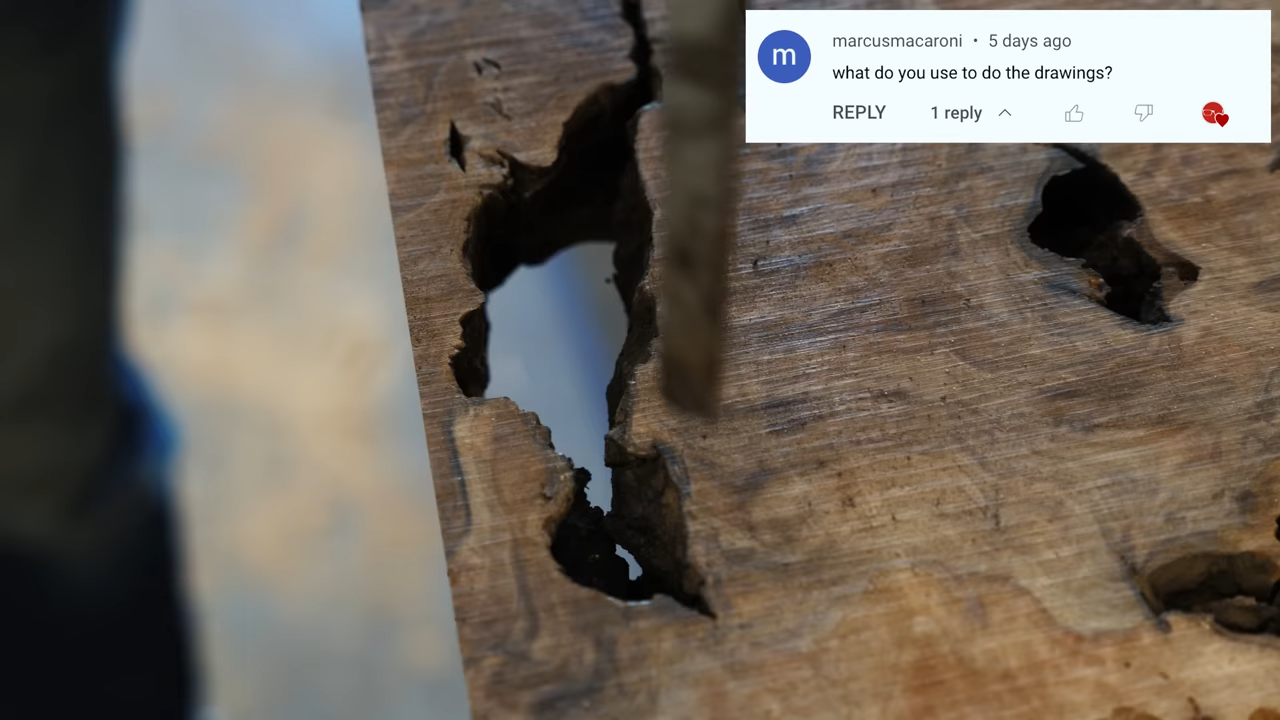 m
marcusmacaroni • 5 days ago
what do you use to do the drawings?
REPLY 1 reply